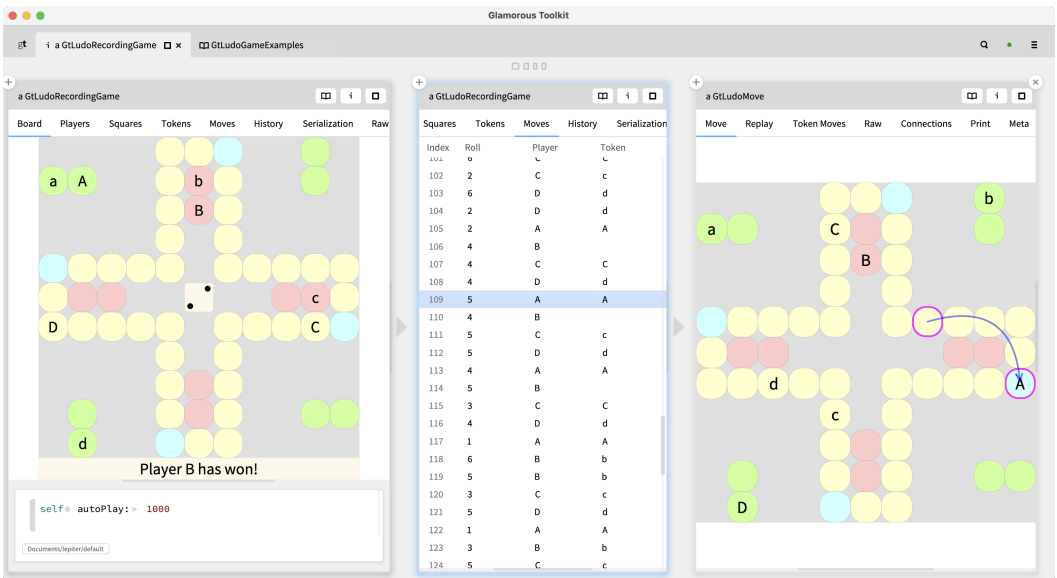 Glamorous Toolkit
gt
i a GtLudoRecordingGame
GtLudoGameExamples
a GtLudoRecordingGame
Board Players Squares Tokens Moves History Serialization Raw
a A
b
B
c
D
C
d
Player B has won!
self autoPlay: 1000
Documents/lepiter/default
a GtLudoRecordingGame
Squares Tokens Moves History Serialization
Index Roll Player Token
101 6 C C
102 2 C c
103 6 D d
104 2 D d
105 2 A A
106 4 B
107 4 C C
108 4 D d
109 5 A A
110 4 B
111 5 C c
112 5 D d
113 4 A A
114 5 B
115 3 C C
116 4 D d
117 1 A A
118 6 B b
119 5 B b
120 3 C c
121 5 D d
122 1 A A
123 3 B b
124 5 C c
a GtLudoMove
Move Replay Token Moves Raw Connections Print Meta
b
a
C
B
d
A
c
D